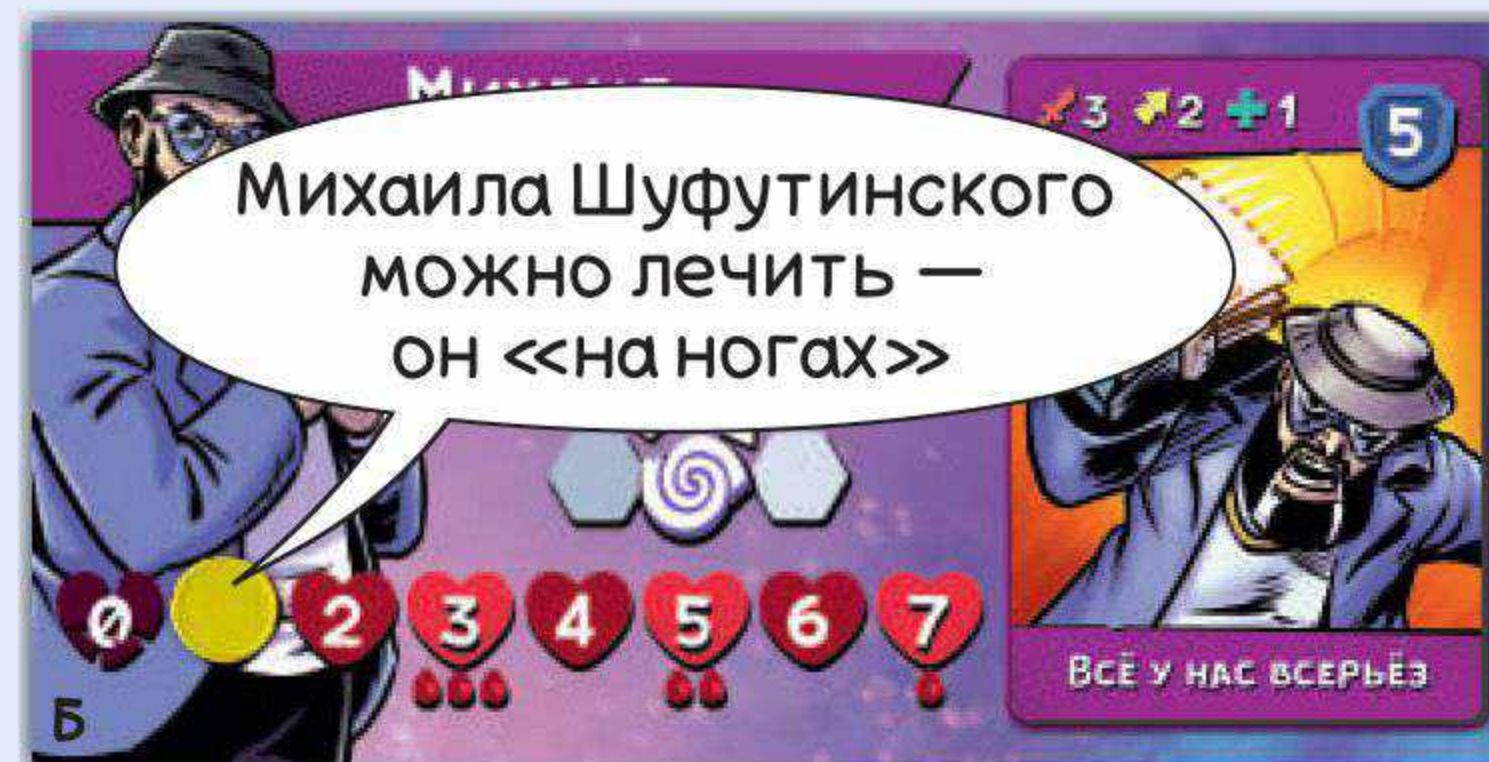 Михаила Шуфутинского
можно лечить —
он «на ногах»
3 2 1
5
0 2 3 4 5 6 7
Всё у нас всерьёз
Б